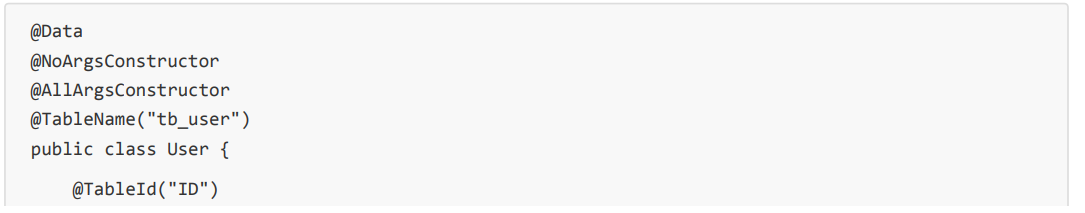 @Data
@NoArgsConstructor
@AllArgsConstructor
@TableName("tb_user")
public class User {
@TableId("ID")